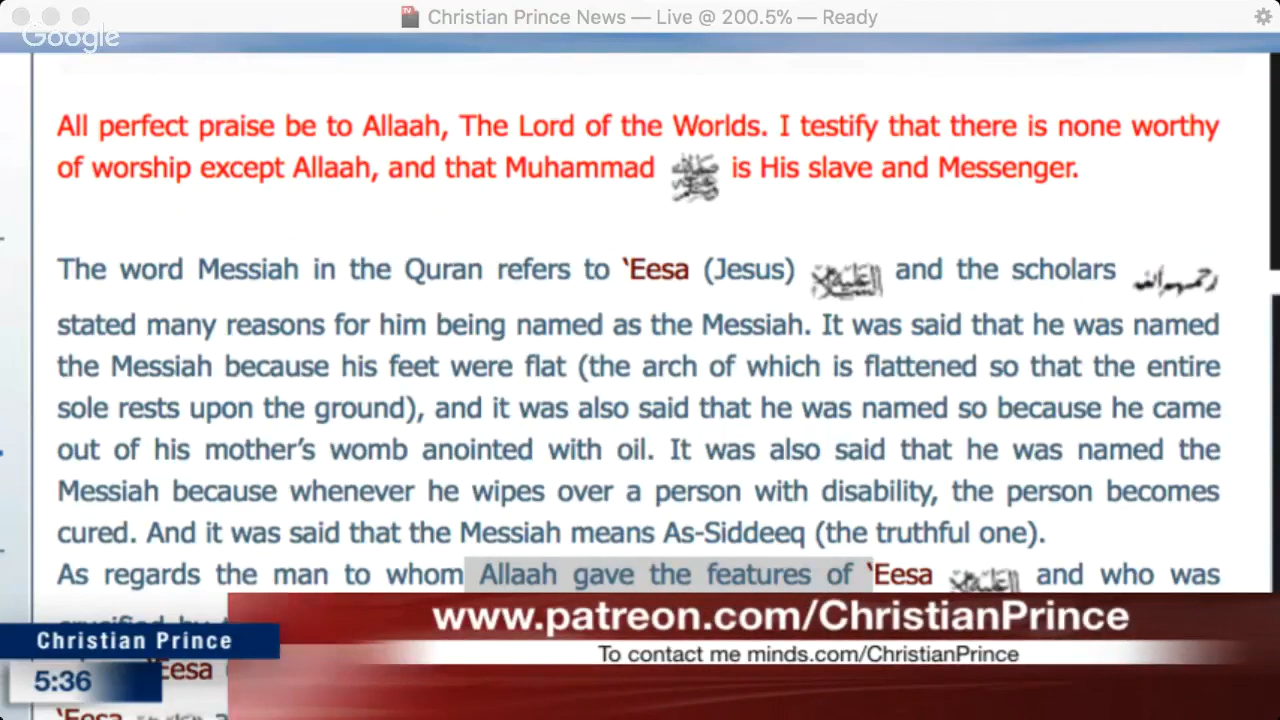 Christian Prince News — Live @ 200.5% — Ready
Google
All perfect praise be to Allaah, The Lord of the Worlds. I testify that there is none worthy
of worship except Allaah, and that Muhammad ﷺ is His slave and Messenger.
The word Messiah in the Quran refers to ‘Eesa (Jesus) and the scholars رحمهم الله
stated many reasons for him being named as the Messiah. It was said that he was named
the Messiah because his feet were flat (the arch of which is flattened so that the entire
sole rests upon the ground), and it was also said that he was named so because he came
out of his mother’s womb anointed with oil. It was also said that he was named the
Messiah because whenever he wipes over a person with disability, the person becomes
cured. And it was said that the Messiah means As-Siddeeq (the truthful one).
As regards the man to whom Allaah gave the features of ‘Eesa and who was
www.patreon.com/ChristianPrince
Christian Prince
To contact me minds.com/ChristianPrince
‘Eesa
5:36
‘Eesa